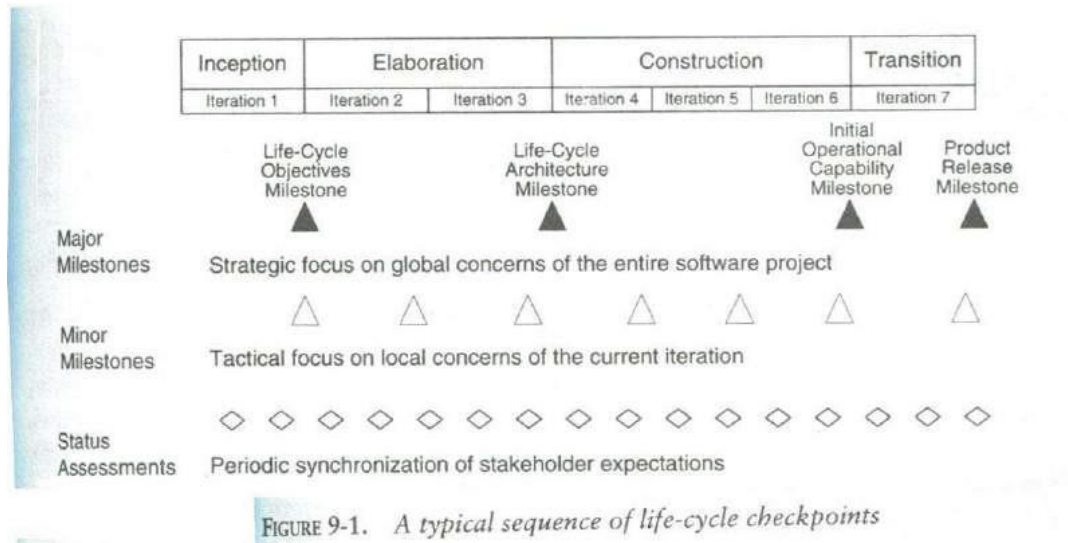 Inception Elaboration Construction Transition
Iteration 1 Iteration 2 Iteration 3 Iteration 4 Iteration 5 Iteration 6 Iteration 7
Life-Cycle
Objectives
Milestone
Life-Cycle
Architecture
Milestone
Initial
Operational
Capability
Milestone
Product
Release
Milestone
Major
Milestones
Strategic focus on global concerns of the entire software project
Minor
Milestones
Tactical focus on local concerns of the current iteration
Status
Assessments
Periodic synchronization of stakeholder expectations
FIGURE 9-1. A typical sequence of life-cycle checkpoints